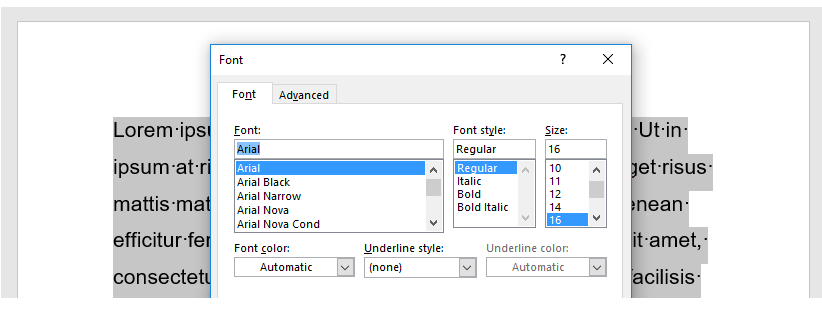 Font ? ×
Font Advanced
Font: Font style: Size:
Arial Regular 16
Arial Regular 10
Arial Black Italic 11
Arial Narrow Bold 12
Arial Nova Bold Italic 14
Arial Nova Cond 16
Font color: Underline style: Underline color:
Automatic (none) Automatic
Lorem·ipsu ·Ut·in·
ipsum·at·ri get·risus·
mattis·mat enean·
efficitur·fer it·amet,·
consectetu facilisis·